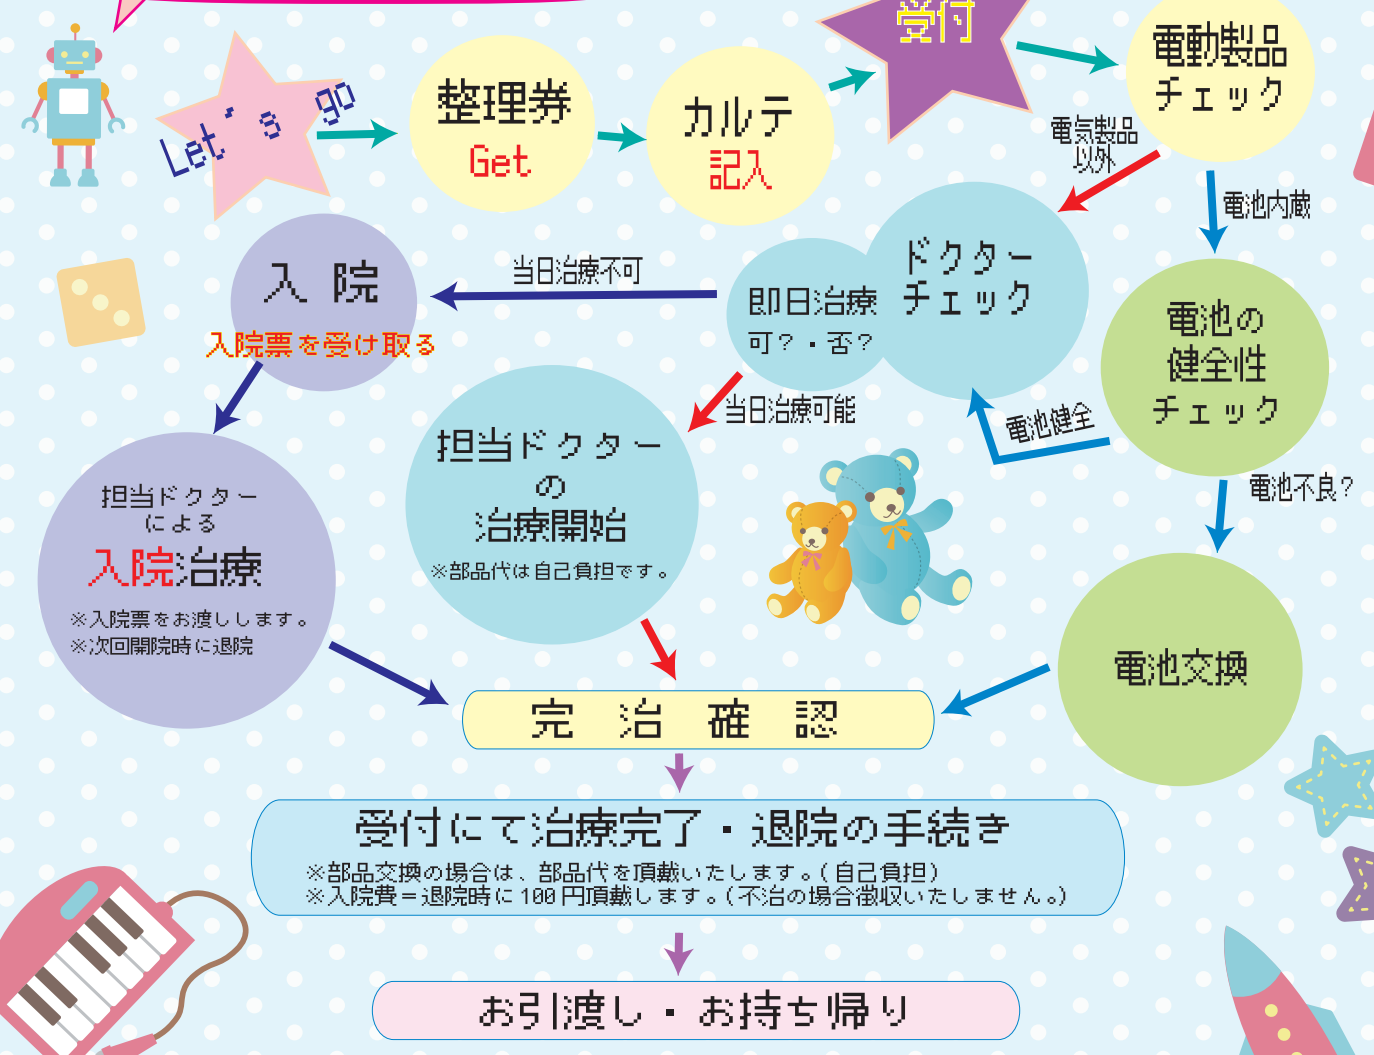 Let's go
整理券
Get
カルテ
記入
受付
電動製品
チェック
電気製品
以外
電池内蔵
ドクター
チェック
即日治療
可？・否？
当日治療不可
入院
入院票を受け取る
電池の
健全性
チェック
電池健全
当日治療可能
電池不良？
担当ドクター
の
治療開始
※部品代は自己負担です。
担当ドクター
による
入院治療
※入院票をお渡しします。
※次回開院時に退院
電池交換
完治確認
受付にて治療完了・退院の手続き
※部品交換の場合は、部品代を頂戴いたします。(自己負担)
※入院費＝退院時に100円頂戴します。(不治の場合徴収いたしません。)
お引渡し・お持ち帰り